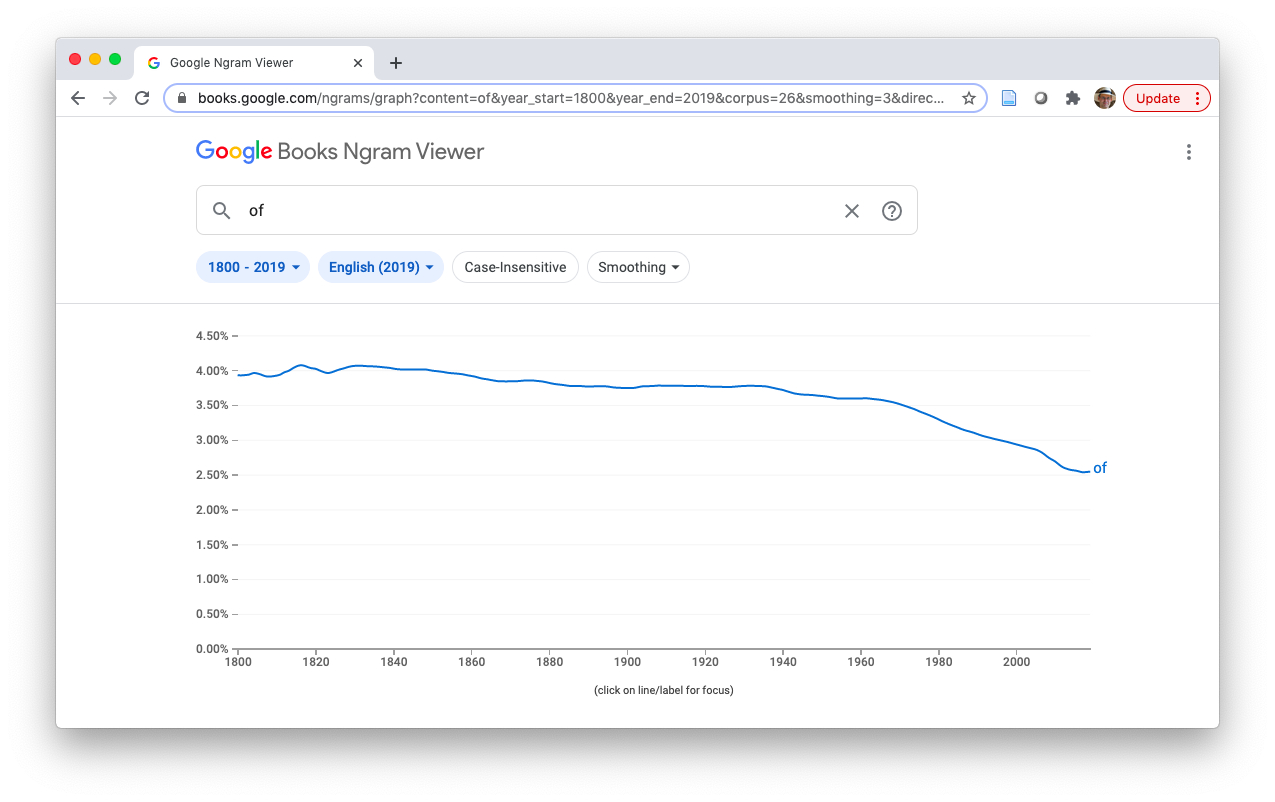 Google Ngram Viewer
books.google.com/ngrams/graph?content=of&year_start=1800&year_end=2019&corpus=26&smoothing=3&direc...
Update
Google Books Ngram Viewer
of
1800 - 2019
English (2019)
Case-Insensitive
Smoothing
4.50%
4.00%
3.50%
3.00%
2.50%
of
2.00%
1.50%
1.00%
0.50%
0.00%
1800 1820 1840 1860 1880 1900 1920 1940 1960 1980 2000
(click on line/label for focus)